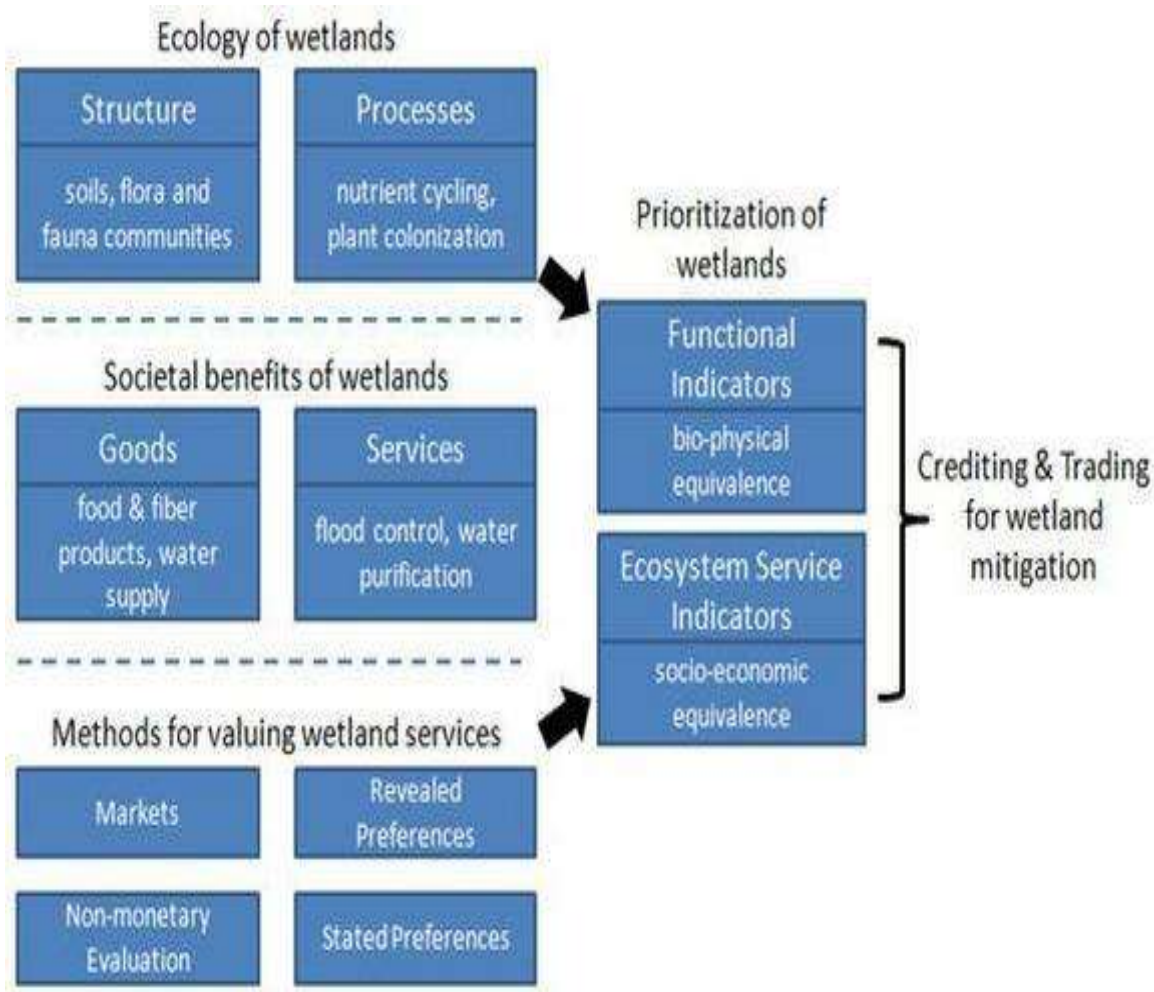 Ecology of wetlands
Structure
soils, flora and
fauna communities
Processes
nutrient cycling,
plant colonization
Societal benefits of wetlands
Goods
food & fiber
products, water
supply
Services
flood control, water
purification
Methods for valuing wetland services
Markets
Revealed
Preferences
Non-monetary
Evaluation
Stated Preferences
Prioritization of
wetlands
Functional
Indicators
bio-physical
equivalence
Ecosystem Service
Indicators
socio-economic
equivalence
Crediting & Trading
for wetland
mitigation